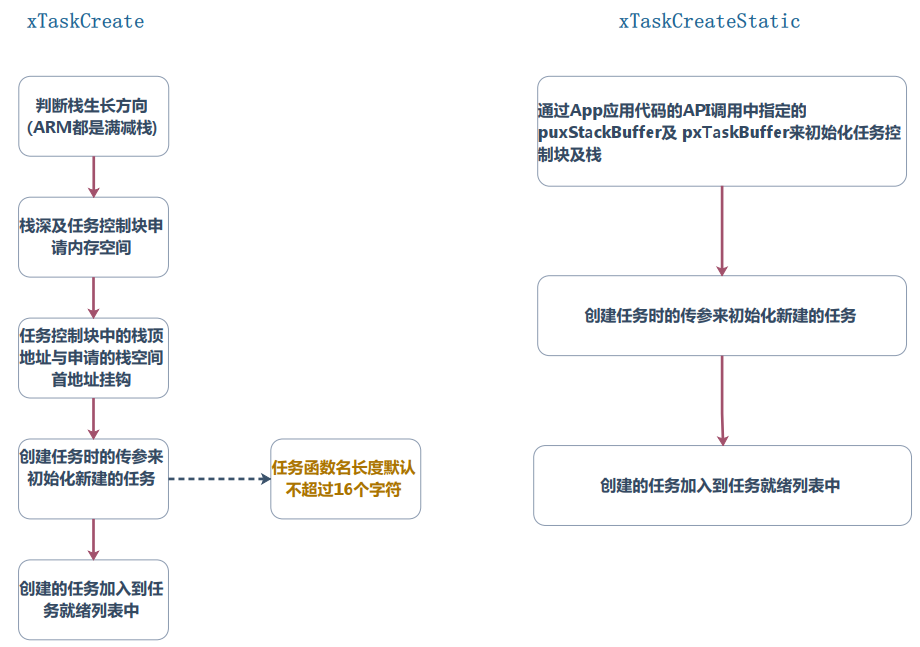 xTaskCreate
判断栈生长方向
(ARM都是满减栈)
栈深及任务控制块申
请内存空间
任务控制块中的栈顶
地址与申请的栈空间
首地址挂钩
创建任务时的传参来
初始化新建的任务
任务函数名长度默认
不超过16个字符
创建的任务加入到任
务就绪列表中
xTaskCreateStatic
通过App应用代码的API调用中指定的
puxStackBuffer及 pxTaskBuffer来初始化任务控
制块及栈
创建任务时的传参来初始化新建的任务
创建的任务加入到任务就绪列表中